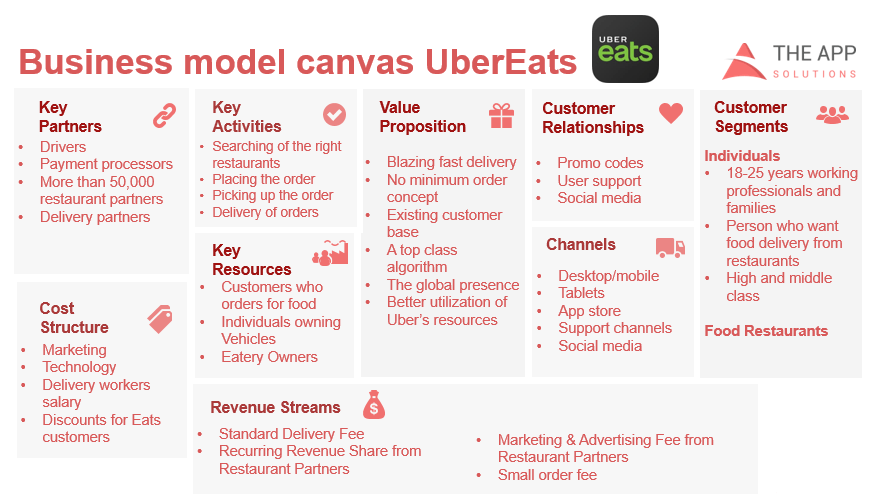 Business model canvas UberEats
UBER
eats
THE APP
SOLUTIONS
Key
Partners
• Drivers
• Payment processors
• More than 50,000
restaurant partners
• Delivery partners
Key
Activities
• Searching of the right
restaurants
• Placing the order
• Picking up the order
• Delivery of orders
Key
Resources
• Customers who
orders for food
• Individuals owning
Vehicles
• Eatery Owners
Value
Proposition
• Blazing fast delivery
• No minimum order
concept
• Existing customer
base
• A top class
algorithm
• The global presence
• Better utilization of
Uber’s resources
Customer
Relationships
• Promo codes
• User support
• Social media
Channels
• Desktop/mobile
• Tablets
• App store
• Support channels
• Social media
Customer
Segments
Individuals
• 18-25 years working
professionals and
families
• Person who want
food delivery from
restaurants
• High and middle
class
Food Restaurants
Cost
Structure
• Marketing
• Technology
• Delivery workers
salary
• Discounts for Eats
customers
Revenue Streams
$
• Standard Delivery Fee
• Recurring Revenue Share from
Restaurant Partners
• Marketing & Advertising Fee from
Restaurant Partners
• Small order fee